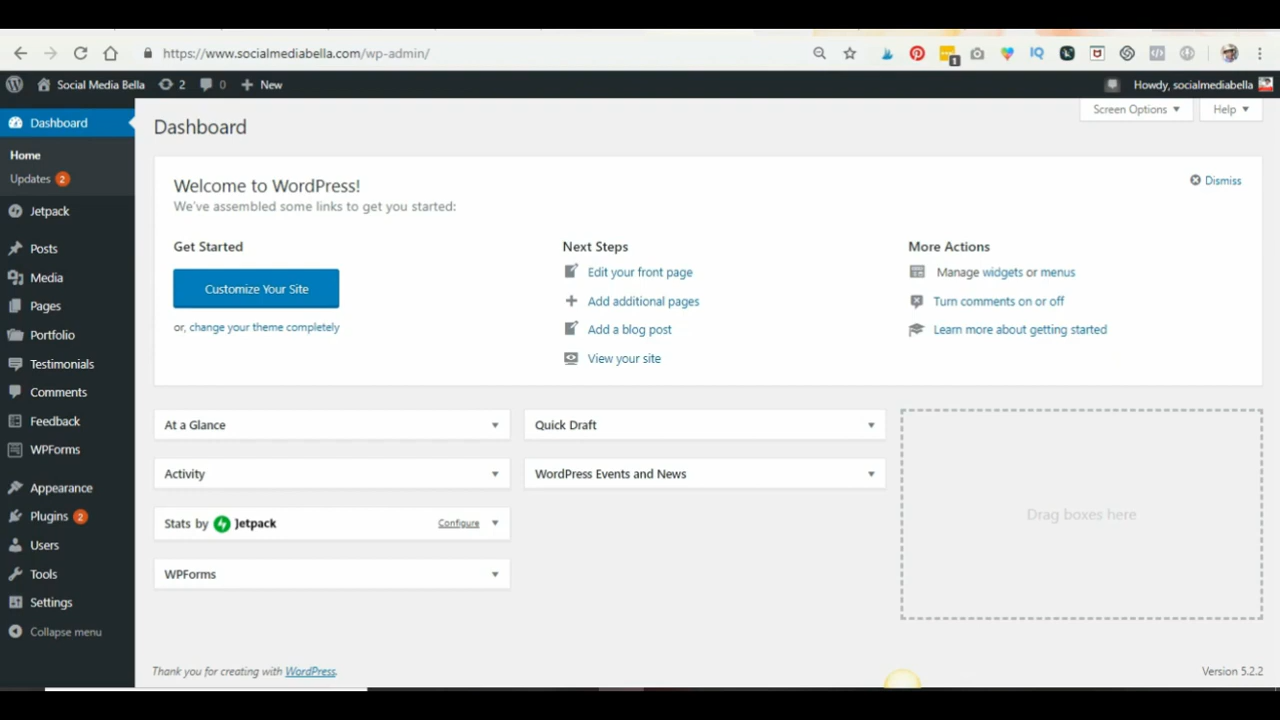 https://www.socialmediabella.com/wp-admin/
1
IQ
Social Media Bella
2
0
New
Howdy, socialmediabella
Dashboard
Home
Updates 2
Jetpack
Posts
Media
Pages
Portfolio
Testimonials
Comments
Feedback
WPForms
Appearance
Plugins 2
Users
Tools
Settings
Collapse menu
Screen Options
Help
Dashboard
Welcome to WordPress!
We've assembled some links to get you started:
Dismiss
Get Started
Customize Your Site
or, change your theme completely
Next Steps
Edit your front page
Add additional pages
Add a blog post
View your site
More Actions
Manage widgets or menus
Turn comments on or off
Learn more about getting started
At a Glance
Activity
Stats by Jetpack
Configure
WPForms
Quick Draft
WordPress Events and News
Drag boxes here
Thank you for creating with WordPress.
Version 5.2.2